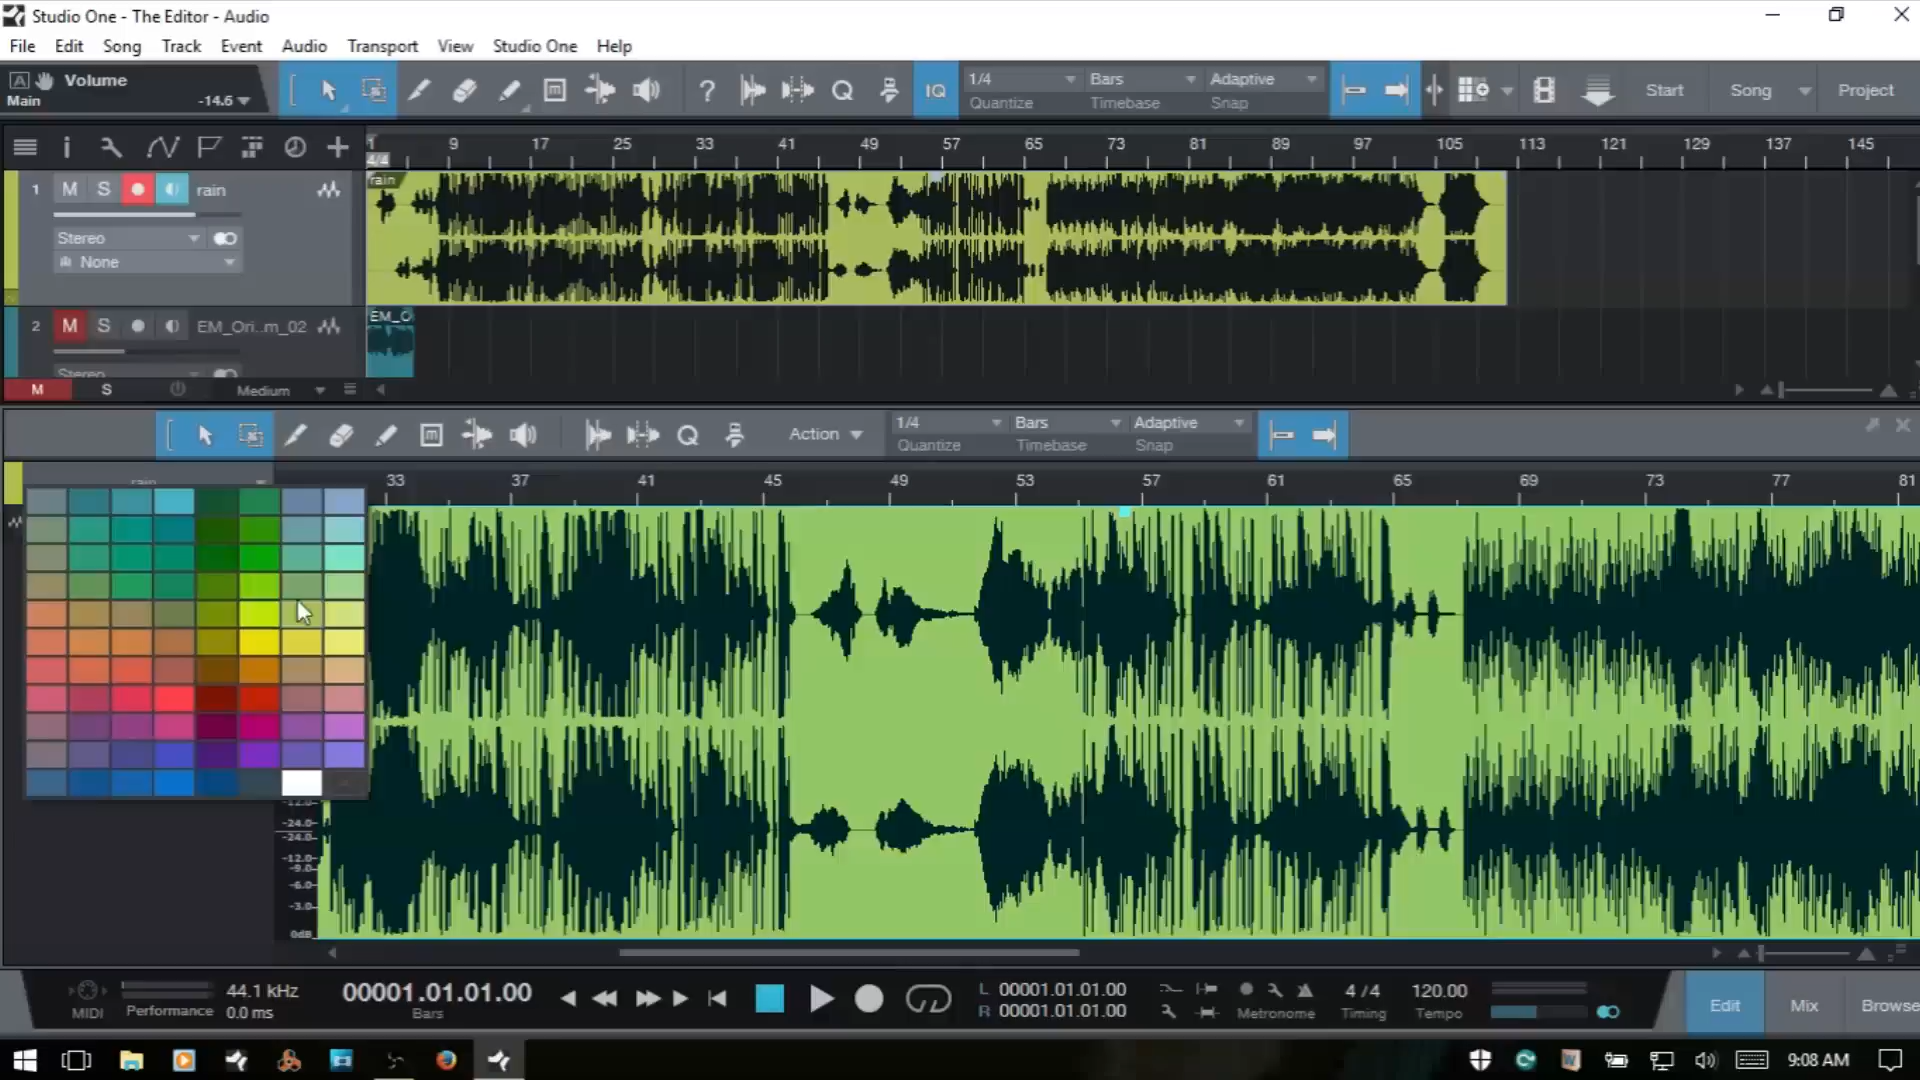 Studio One - The Editor - Audio
File Edit Song Track Event Audio Transport View Studio One Help
A Volume
Main -14.6
? Q IQ
1/4 Bars Adaptive
Quantize Timebase Snap
Start Song Project
1 9 17 25 33 41 49 57 65 73 81 89 97 105 113 121 129 137 145
4/4
1 M S rain
rain
Stereo
None
2 M S EM_Ori..m_02
EM_O
Stereo
M S Medium
Q Action 1/4 Bars Adaptive
Quantize Timebase Snap
rain
33 37 41 45 49 53 57 61 65 69 73 77 81
-12.0
-24.0
-24.0
-12.0
-9.0
-6.0
-3.0
0dB
MIDI
Performance
44.1 kHz
0.0 ms
00001.01.01.00
Bars
L 00001.01.01.00
R 00001.01.01.00
Metronome
4 / 4
Timing
120.00
Tempo
Edit Mix Browse
9:08 AM